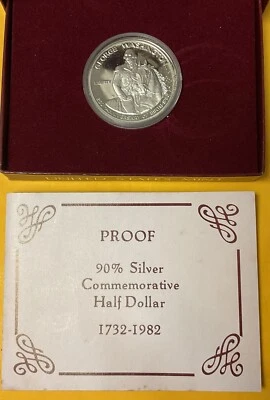 GEORGE WASHINGTON
PROOF
90% Silver
Commemorative
Half Dollar
1732-1982